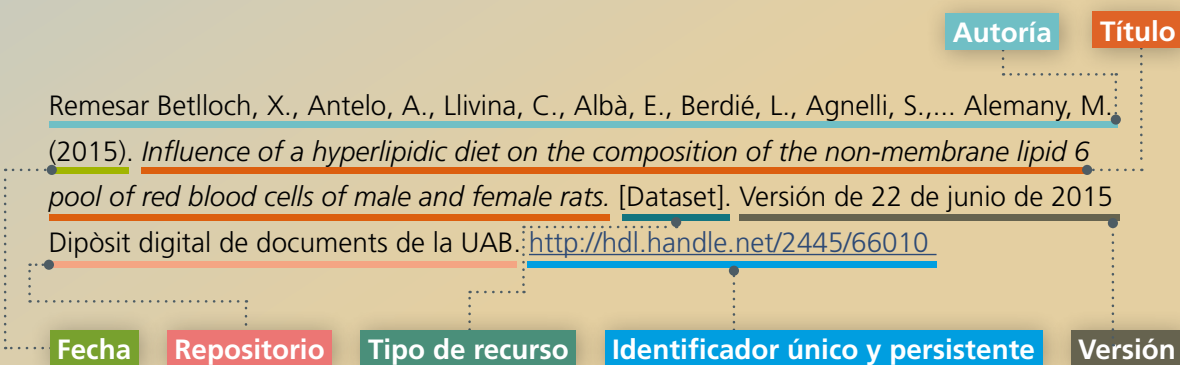 Autoría Título
Remesar Betlloch, X., Antelo, A., Llivina, C., Albà, E., Berdié, L., Agnelli, S.,... Alemany, M.
(2015). Influence of a hyperlipidic diet on the composition of the non-membrane lipid 6
pool of red blood cells of male and female rats. [Dataset]. Versión de 22 de junio de 2015
Dipòsit digital de documents de la UAB. http://hdl.handle.net/2445/66010
Fecha Repositorio Tipo de recurso Identificador único y persistente Versión